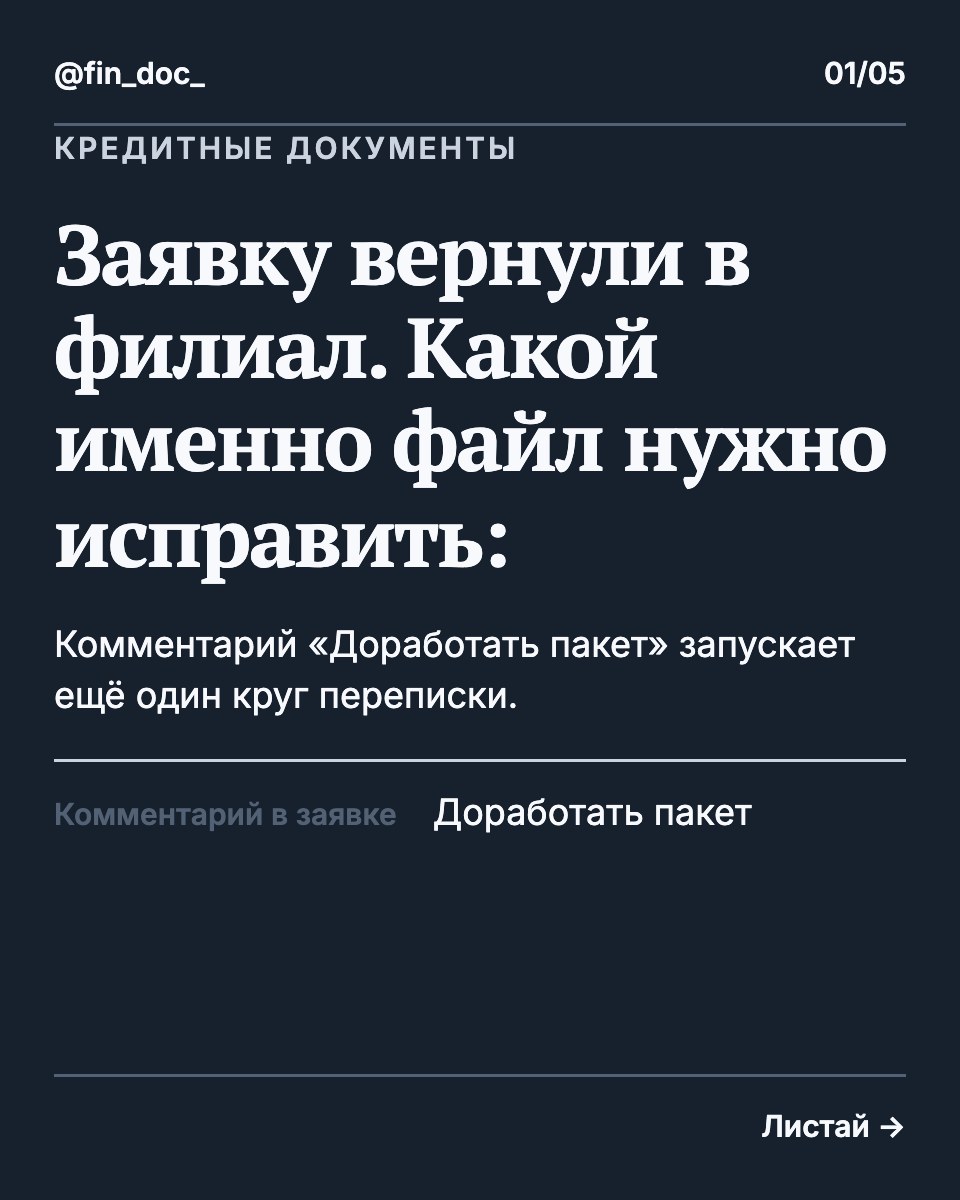 @fin_doc_
01/05
КРЕДИТНЫЕ ДОКУМЕНТЫ
Заявку вернули в
филиал. Какой
именно файл нужно
исправить:
Комментарий «Доработать пакет» запускает
ещё один круг переписки.
Комментарий в заявке Доработать пакет
Листай →